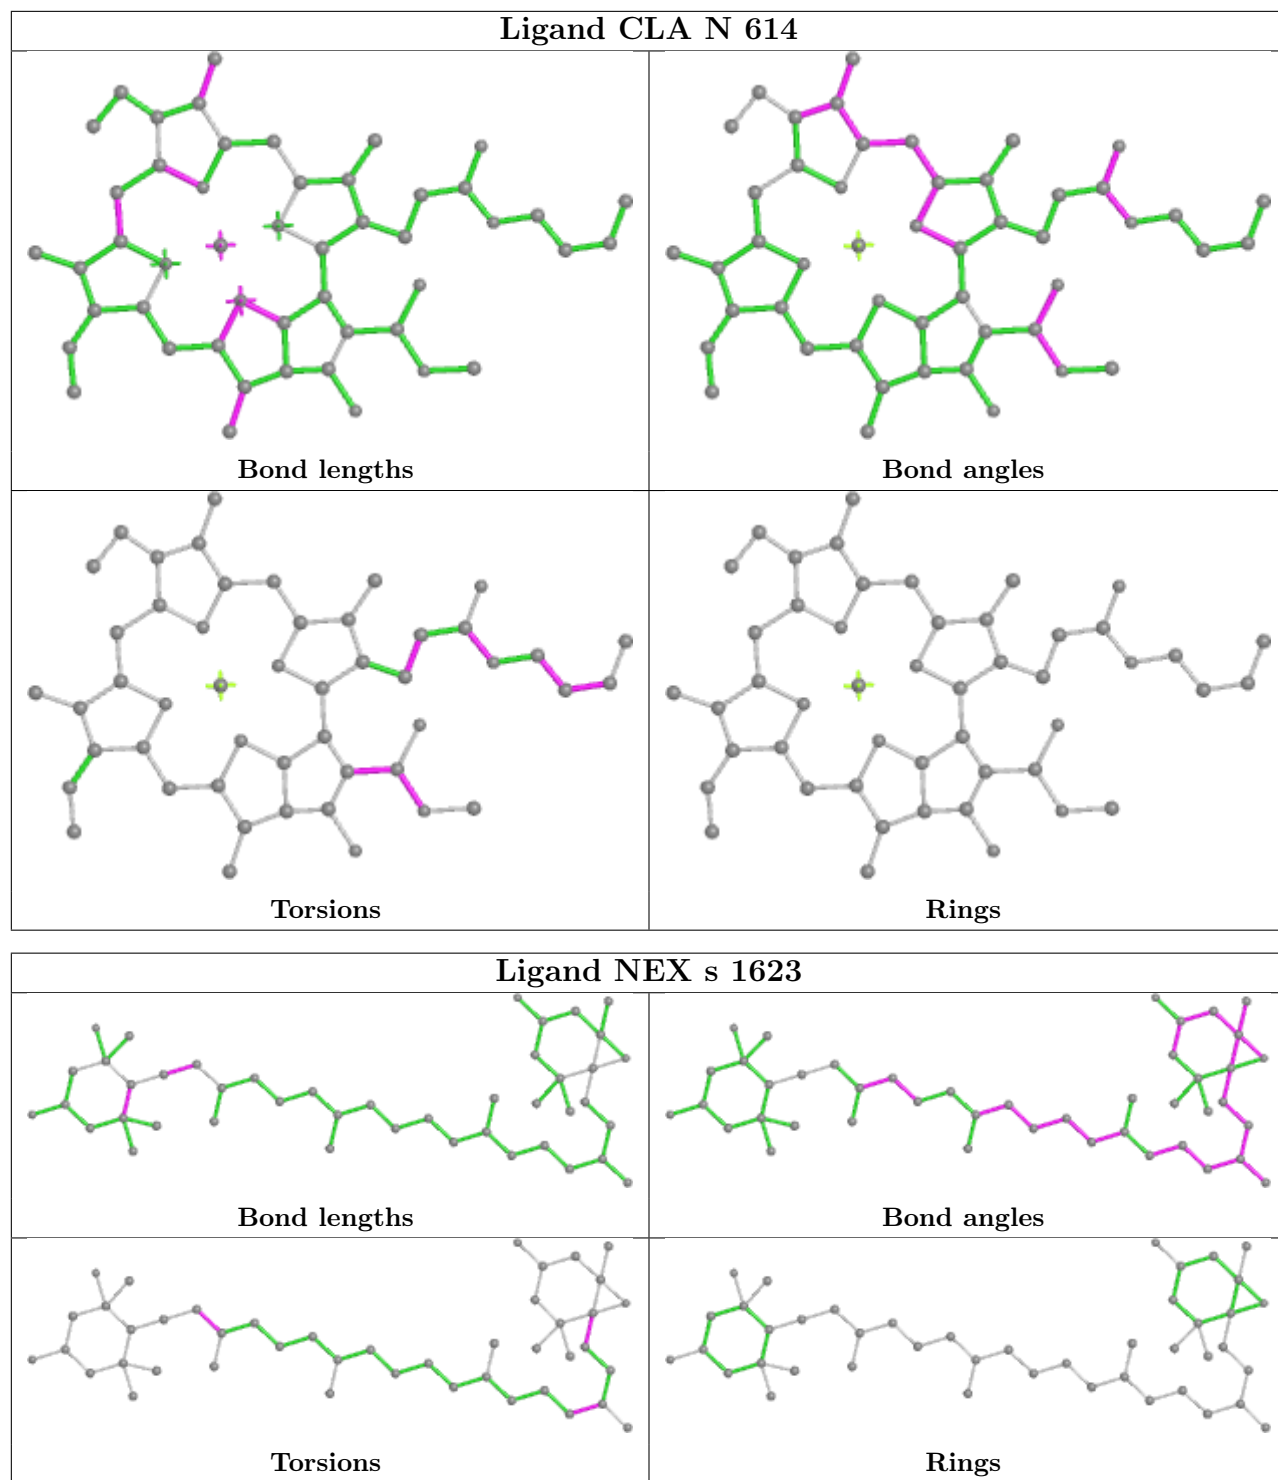 Ligand CLA N 614
Bond lengths
Bond angles
Torsions
Rings
Ligand NEX s 1623
Bond lengths
Bond angles
Torsions
Rings